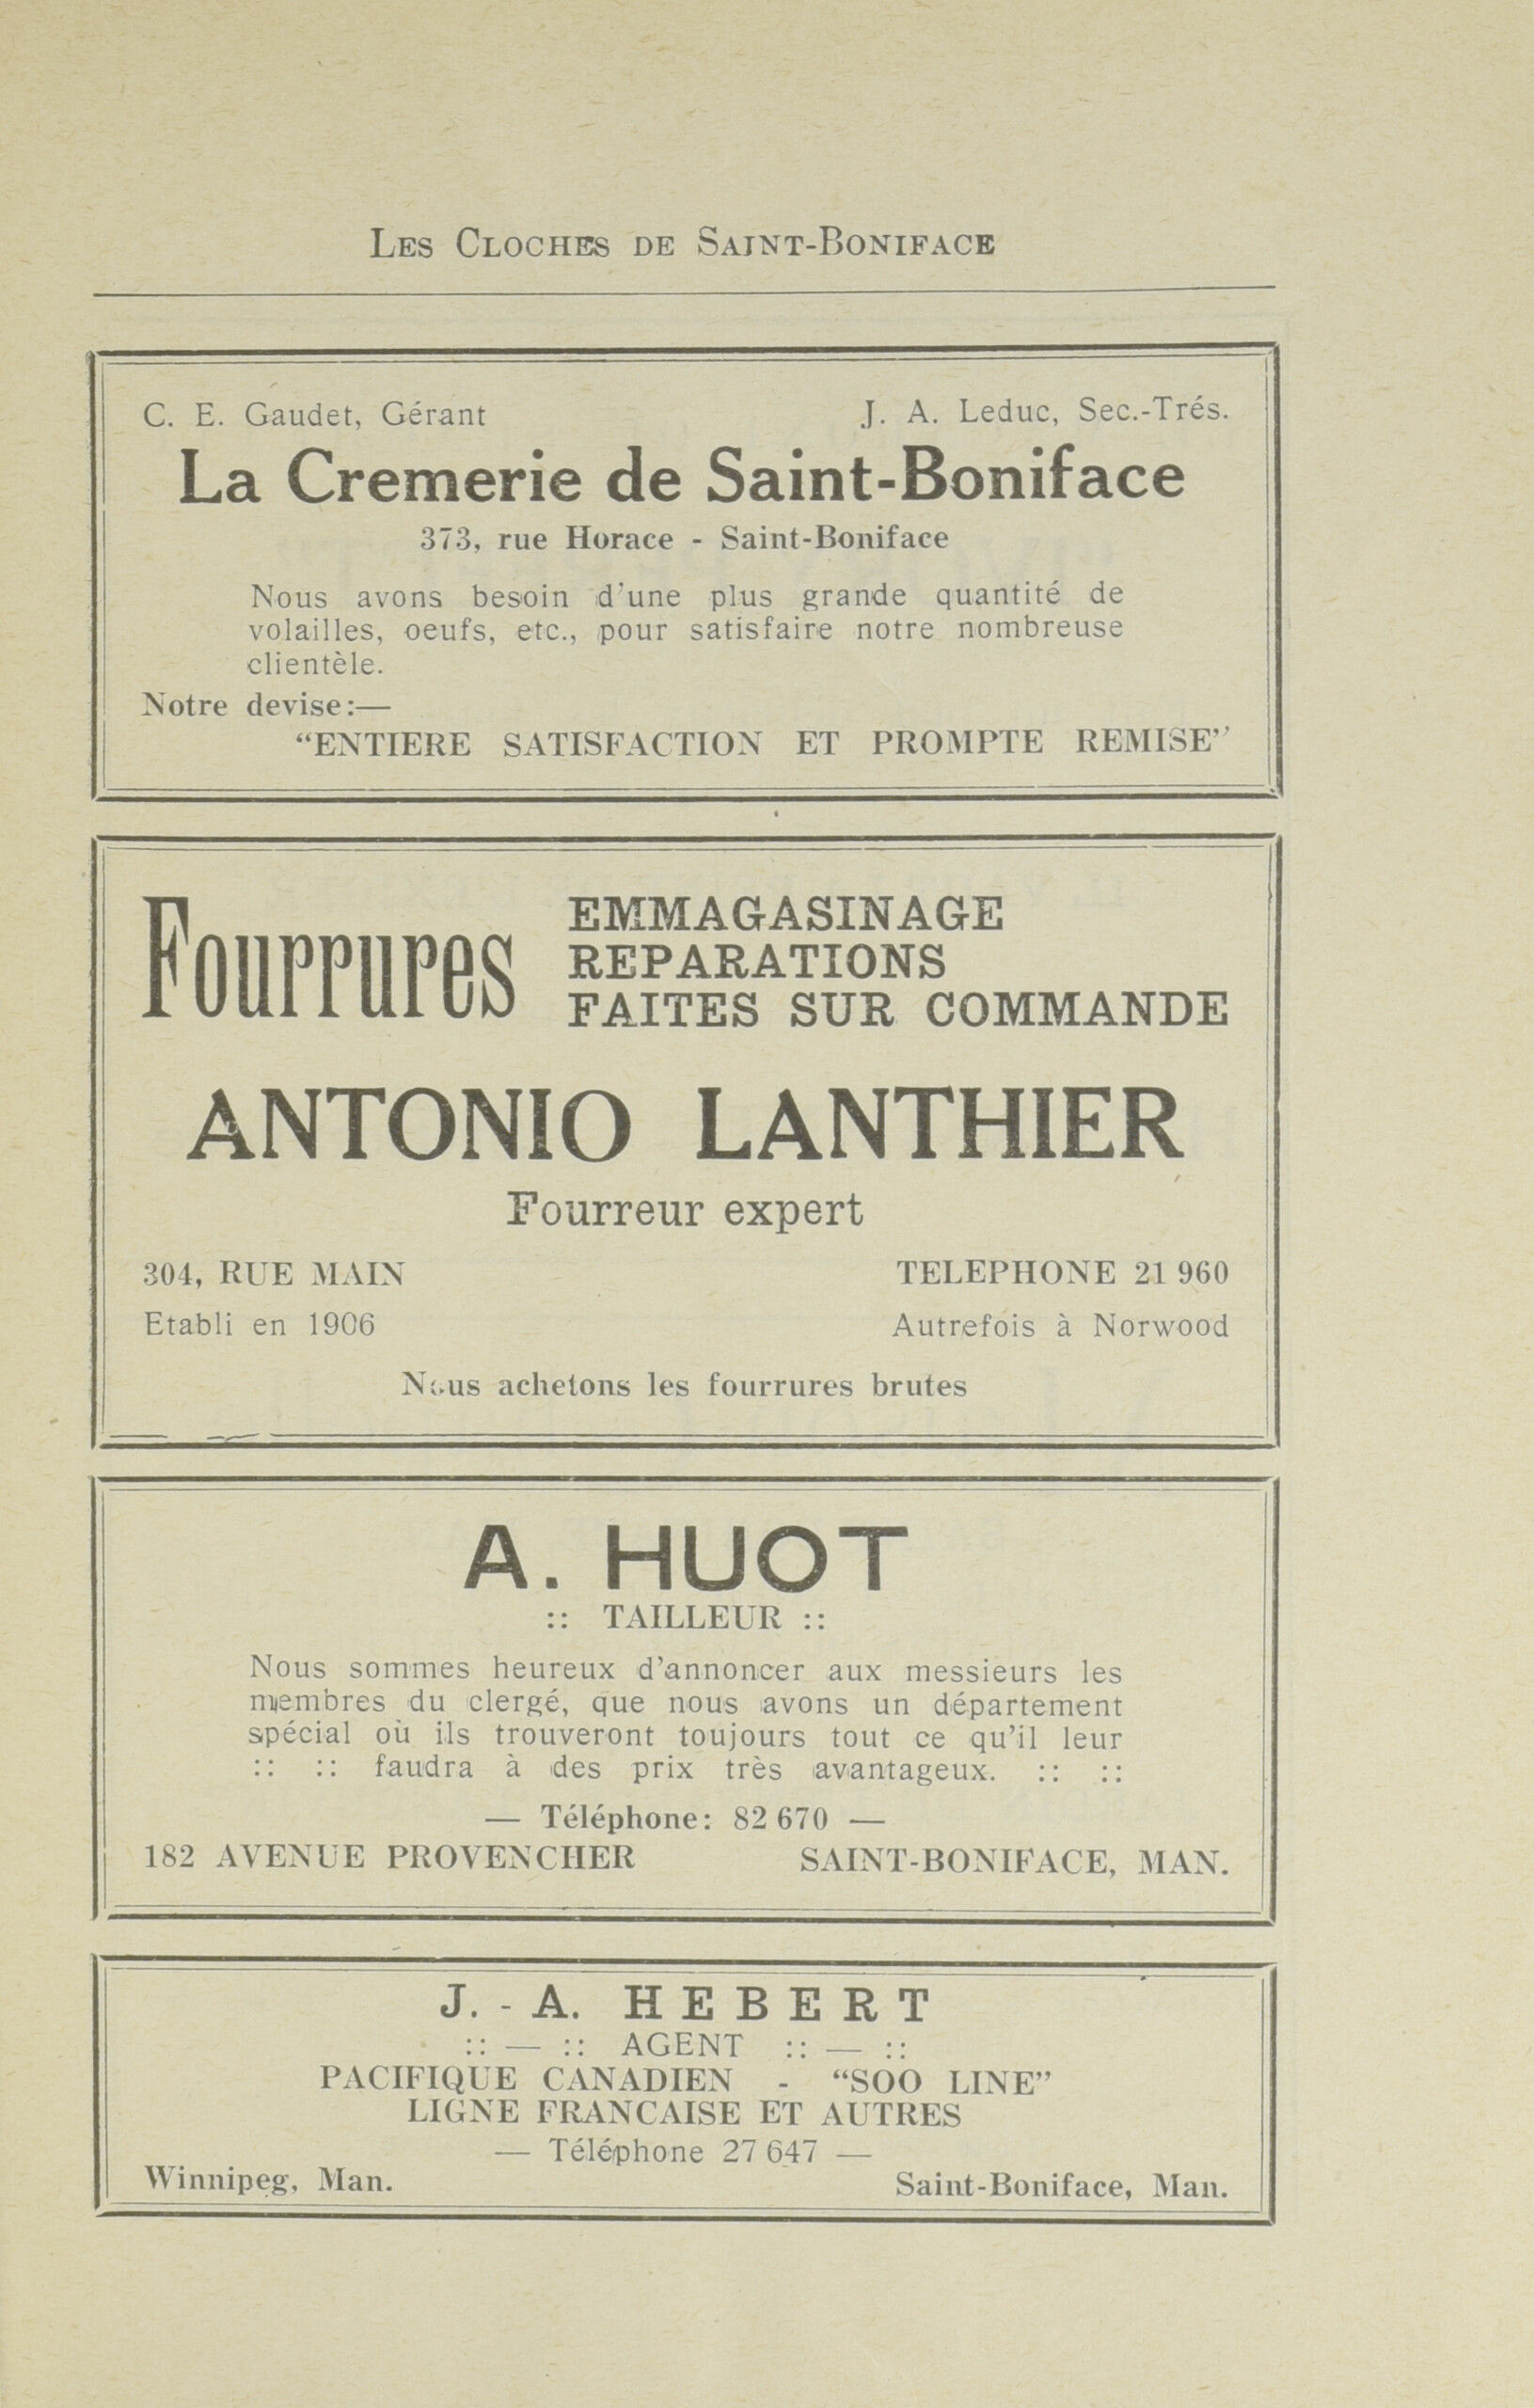 LES CLOCHES DE SAINT-BONIFACE
C. E. Gaudet, Gérant J. A. Leduc, Sec.-Trés.
La Cremerie de Saint-Boniface
373, rue Horace - Saint-Boniface
Nous avons besoin d'une plus grande quantité de
volailles, oeufs, etc., pour satisfaire notre nombreuse
clientèle.
Notre devise:—
"ENTIERE SATISFACTION ET PROMPTE REMISE"
Fourrures
EMMAGASINAGE
REPARATIONS
FAITES SUR COMMANDE
ANTONIO LANTHIER
Fourreur expert
304, RUE MAIN TELEPHONE 21 960
Etabli en 1906 Autrefois à Norwood
Nous achetons les fourrures brutes
A. HUOT
:: TAILLEUR ::
Nous sommes heureux d'annoncer aux messieurs les
membres du clergé, que nous avons un département
spécial où ils trouveront toujours tout ce qu'il leur
:: :: faudra à des prix très avantageux. :: ::
— Téléphone: 82 670 —
182 AVENUE PROVENCHER SAINT-BONIFACE, MAN.
J. - A. HEBERT
:: — :: AGENT :: — ::
PACIFIQUE CANADIEN - "SOO LINE"
LIGNE FRANCAISE ET AUTRES
— Téléphone 27 647 —
Winnipeg, Man. Saint-Boniface, Man.